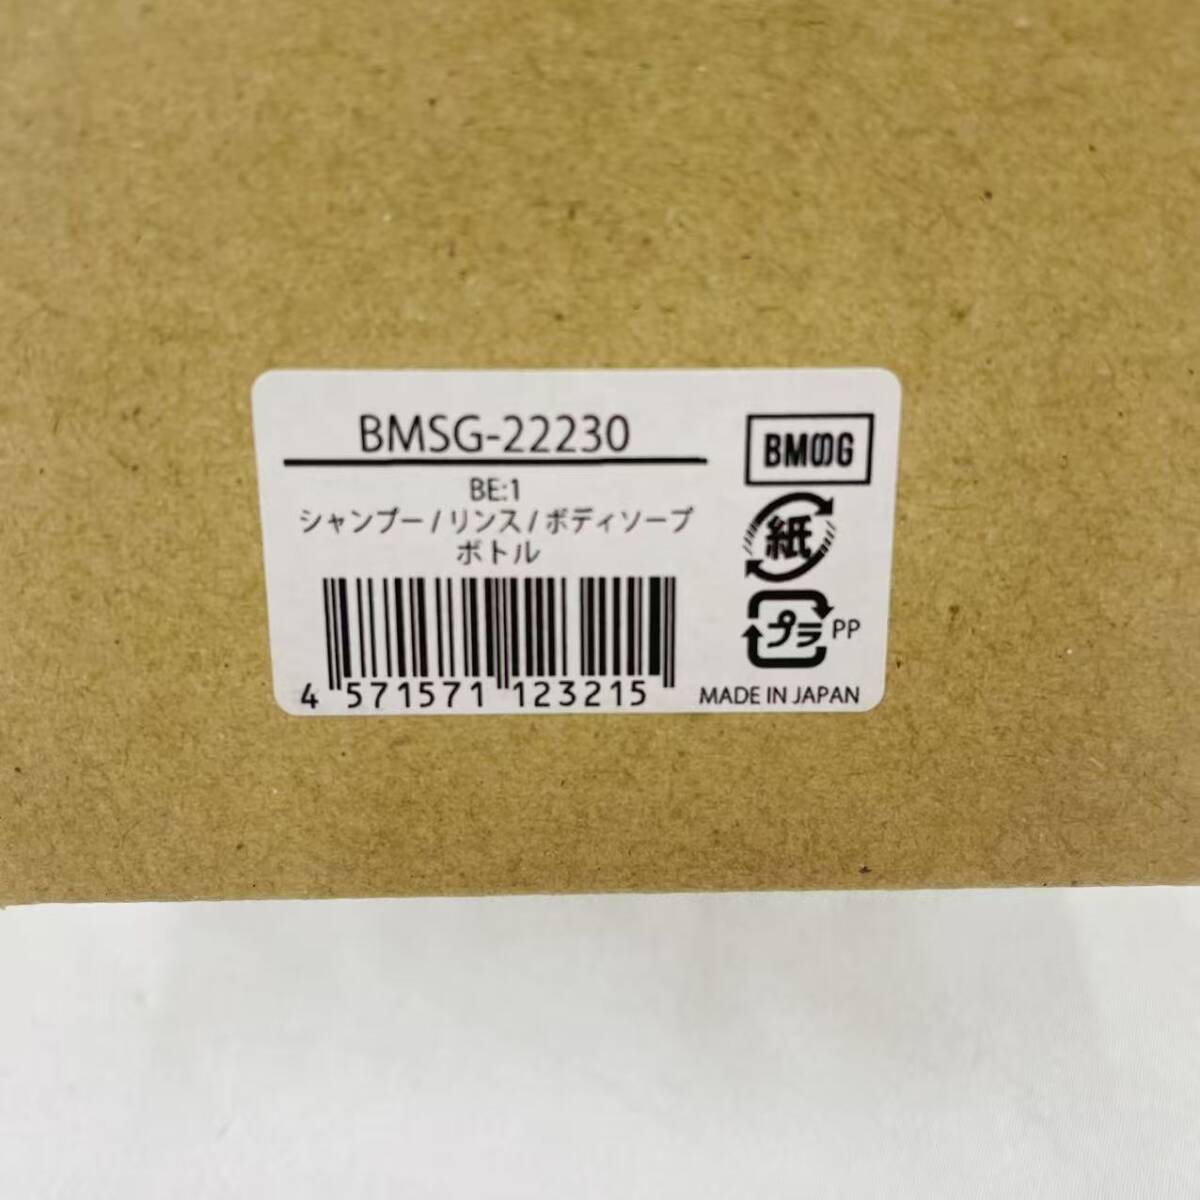 BMSG-22230
BE:1
シャンプー/リンス/ボディソープ
ボトル
4 571571 123215
BMSG
紙
プラ PP
MADE IN JAPAN